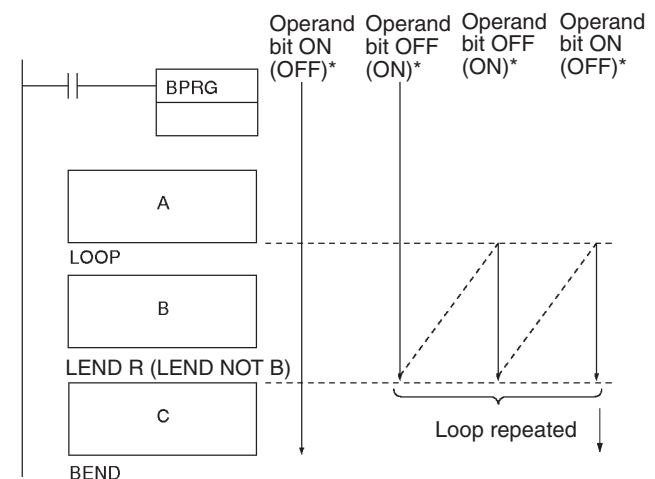 Operand bit ON (OFF)*
Operand bit OFF (ON)*
Operand bit OFF (ON)*
Operand bit ON (OFF)*
BPRG
A
LOOP
B
LEND R (LEND NOT B)
C
Loop repeated
BEND